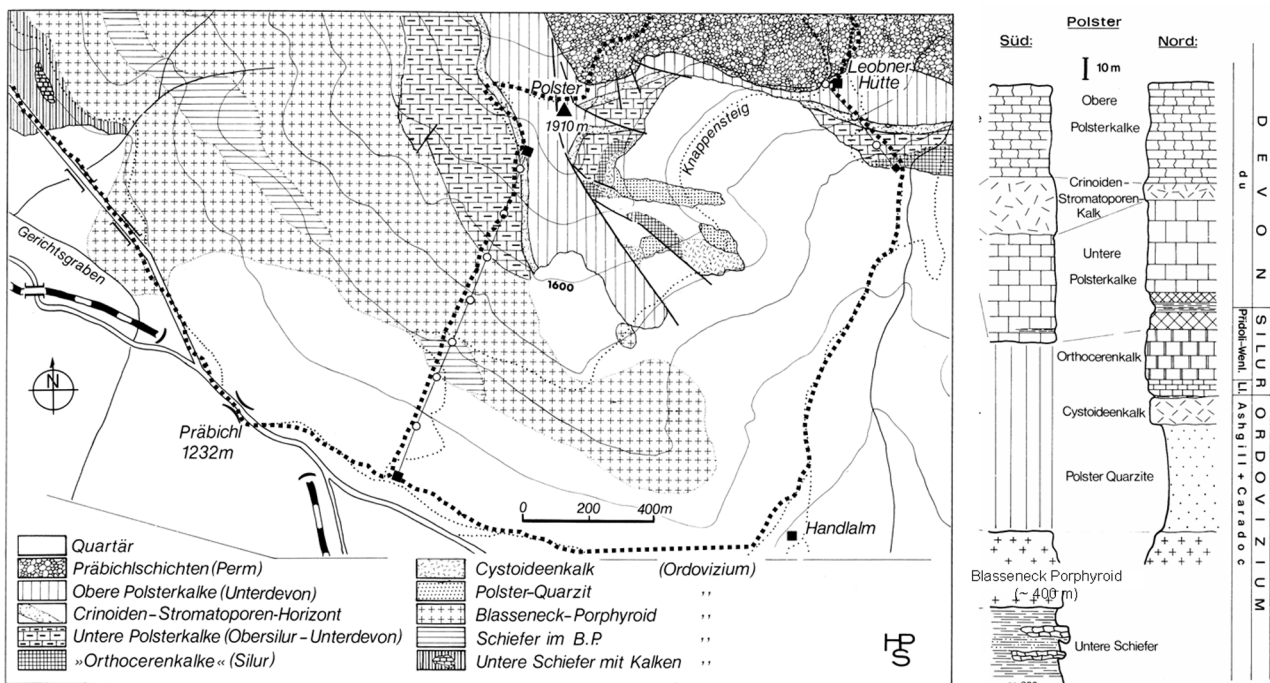 Polster
1910 m
Leobner
Hütte
Knappensteig
Gerichtsgraben
1600
N
Präbichl
1232m
0 200 400m
Handlalm
Quartär
Präbichlschichten (Perm)
Obere Polsterkalke (Unterdevon)
Crinoiden-Stromatoporen-Horizont
Untere Polsterkalke (Obersilur-Unterdevon)
»Orthocerenkalke« (Silur)
Cystoideenkalk (Ordovizium)
Polster-Quarzit ,,
Blasseneck-Porphyroid ,,
Schiefer im B.P. ,,
Untere Schiefer mit Kalken ,,
HPS
Polster
Süd: Nord:
10 m
Obere
Polsterkalke
Crinoiden-
Stromatoporen-
Kalk
Untere
Polsterkalke
Orthocerenkalk
Cystoideenkalk
Polster Quarzite
Blasseneck Porphyroid
(~ 400 m)
Untere Schiefer
du
Pridoli-Wenl.
Ll.
Ashgill + Caradoc
DEVON
SILUR
ORDOVIZIUM